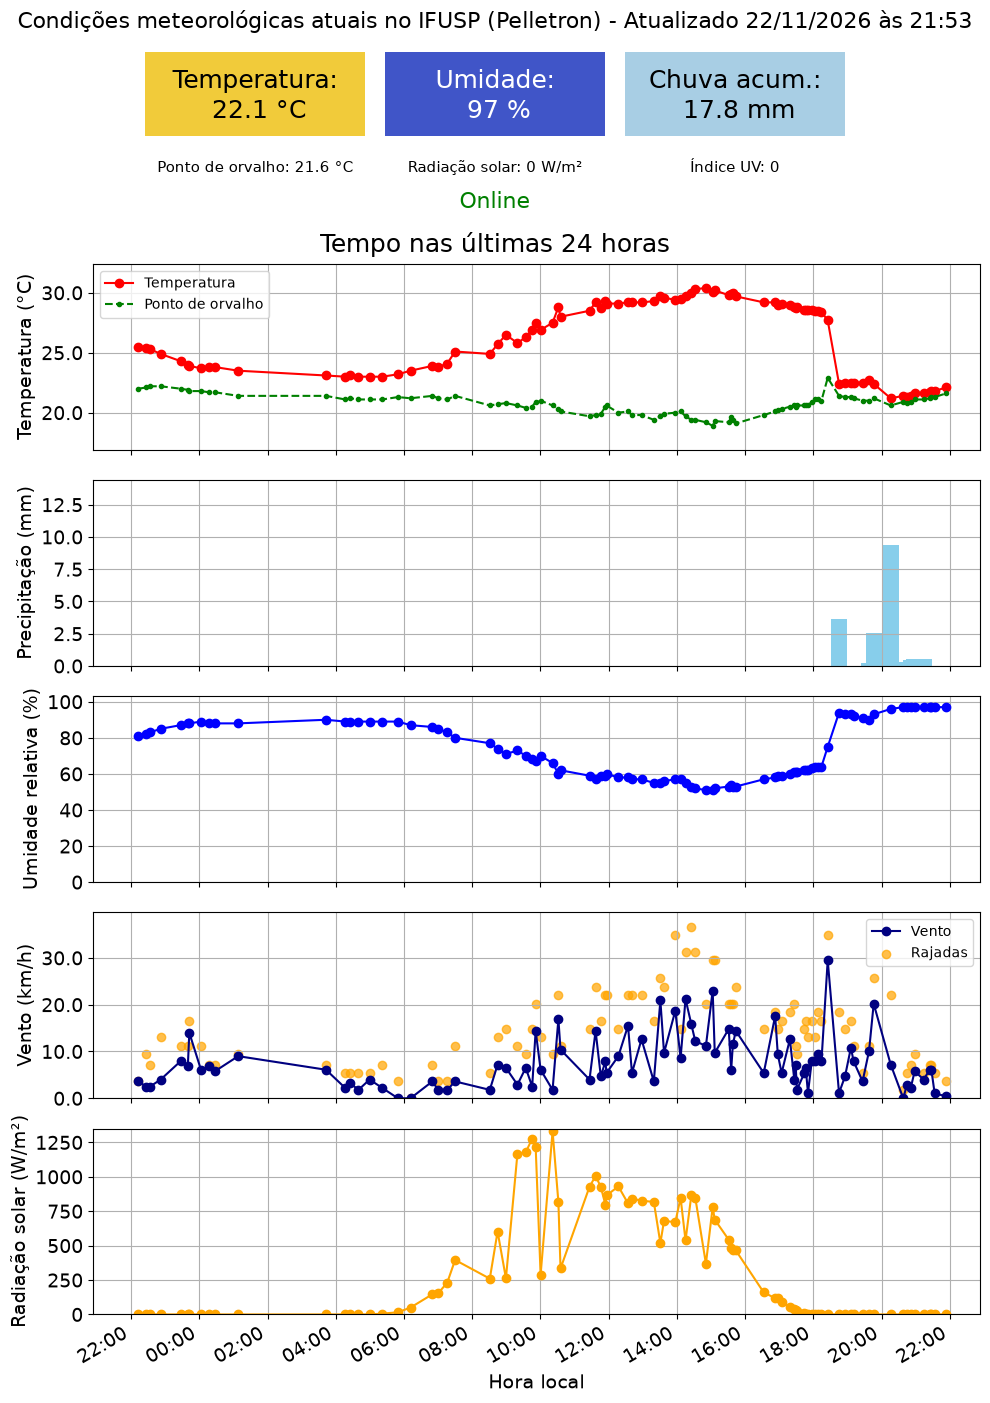 Condições meteorológicas atuais no IFUSP (Pelletron) - Atualizado 22/11/2026 às 21:53
Temperatura:
22.1 °C
Umidade:
97 %
Chuva acum.:
17.8 mm
Ponto de orvalho: 21.6 °C
Radiação solar: 0 W/m²
Índice UV: 0
Online
Tempo nas últimas 24 horas
Temperatura (°C)
30.0
25.0
20.0
Temperatura
Ponto de orvalho
Precipitação (mm)
12.5
10.0
7.5
5.0
2.5
0.0
Umidade relativa (%)
100
80
60
40
20
0
Vento (km/h)
30.0
20.0
10.0
0.0
Vento
Rajadas
Radiação solar (W/m²)
1250
1000
750
500
250
0
22:00 00:00 02:00 04:00 06:00 08:00 10:00 12:00 14:00 16:00 18:00 20:00 22:00
Hora local